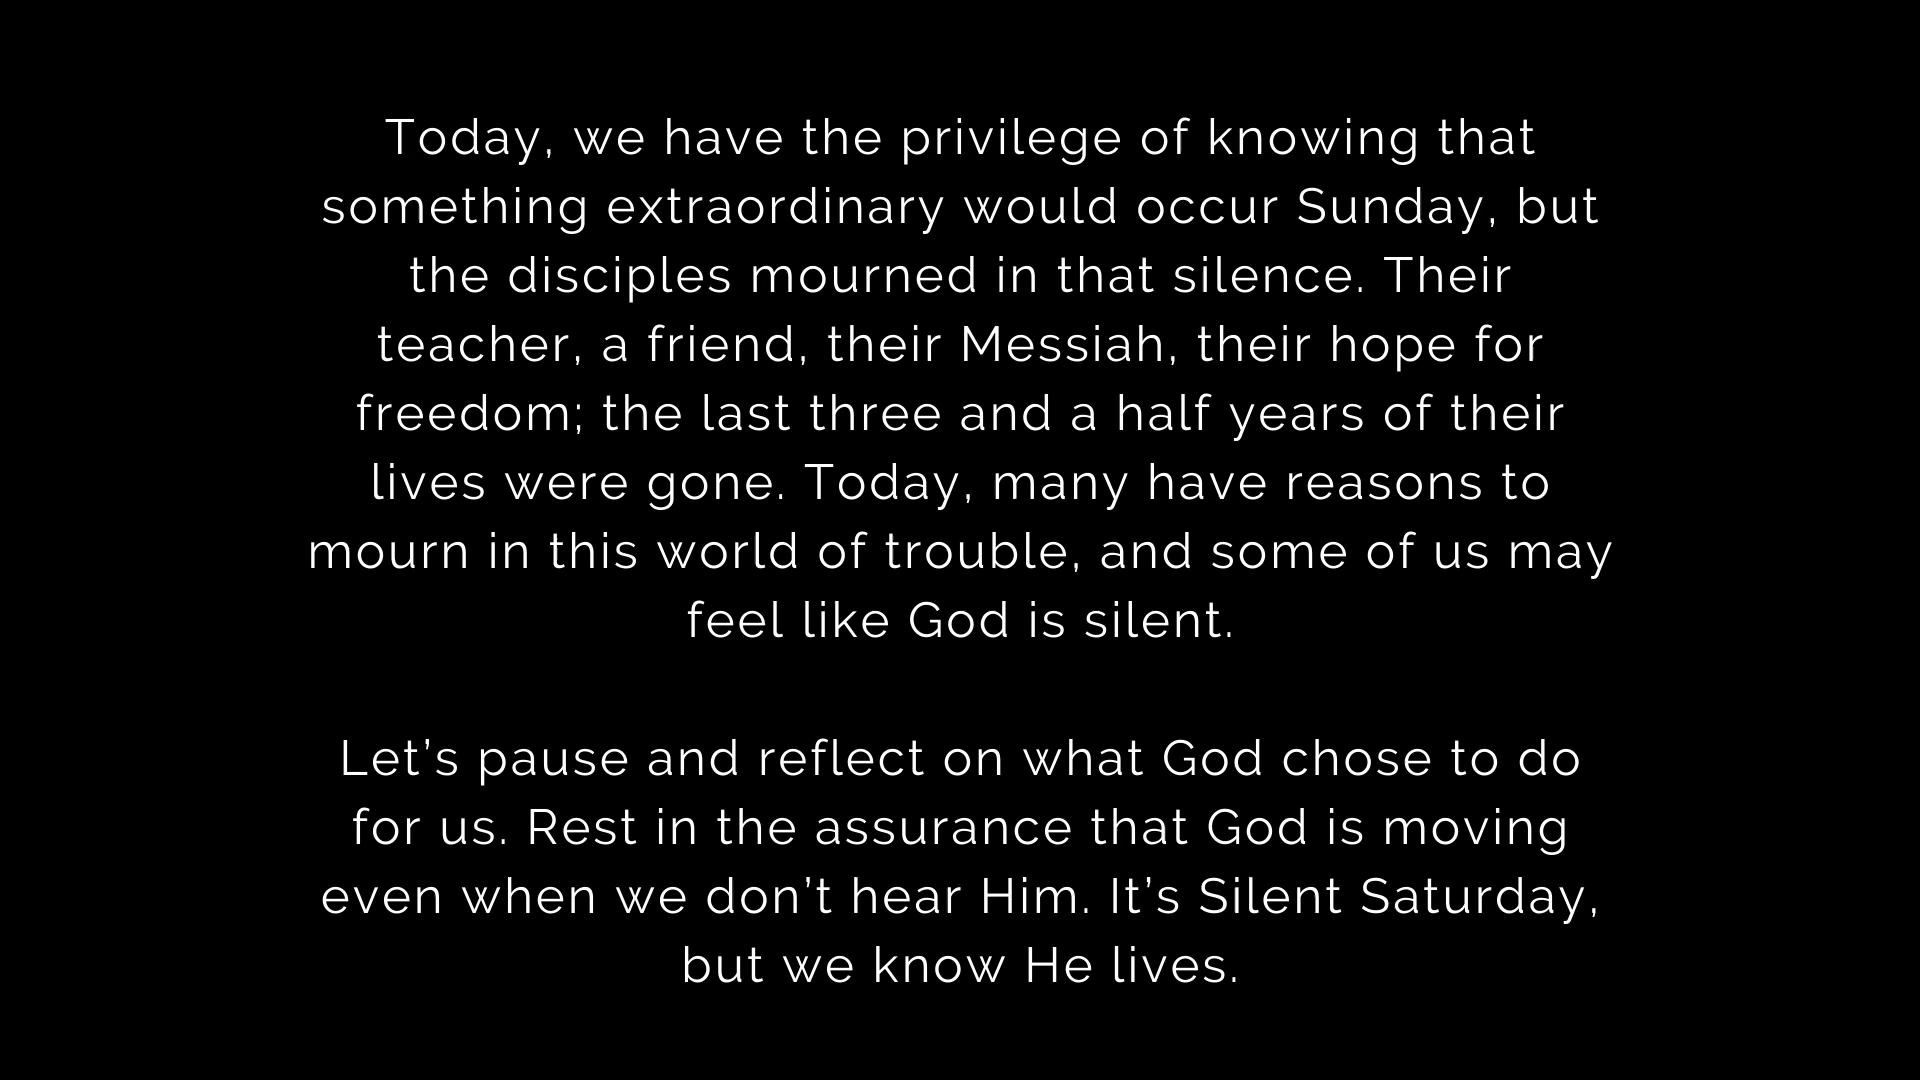 Today, we have the privilege of knowing that
something extraordinary would occur Sunday, but
the disciples mourned in that silence. Their
teacher, a friend, their Messiah, their hope for
freedom; the last three and a half years of their
lives were gone. Today, many have reasons to
mourn in this world of trouble, and some of us may
feel like God is silent.
Let’s pause and reflect on what God chose to do
for us. Rest in the assurance that God is moving
even when we don’t hear Him. It’s Silent Saturday,
but we know He lives.